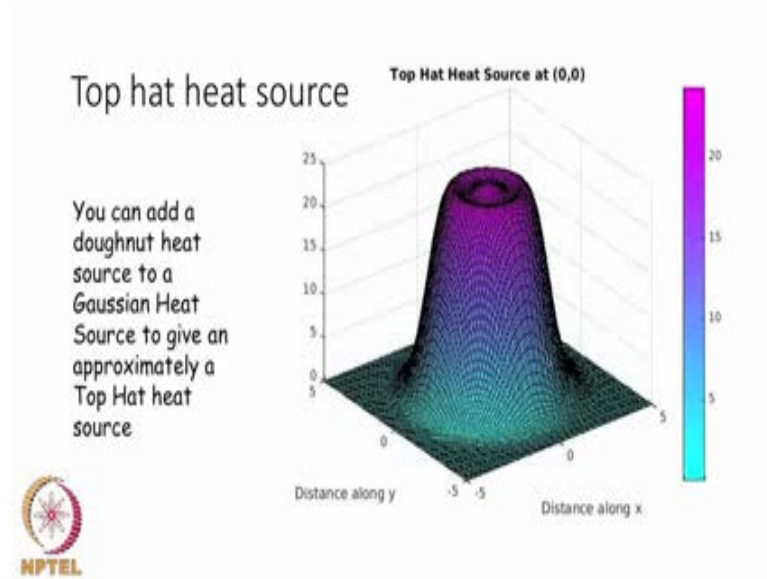 Top hat heat source
Top Hat Heat Source at (0,0)
You can add a
doughnut heat
source to a
Gaussian Heat
Source to give an
approximately a
Top Hat heat
source
25
20
15
10
5
0
5
0
-5
-5
0
5
Distance along y
Distance along x
20
15
10
5
NPTEL